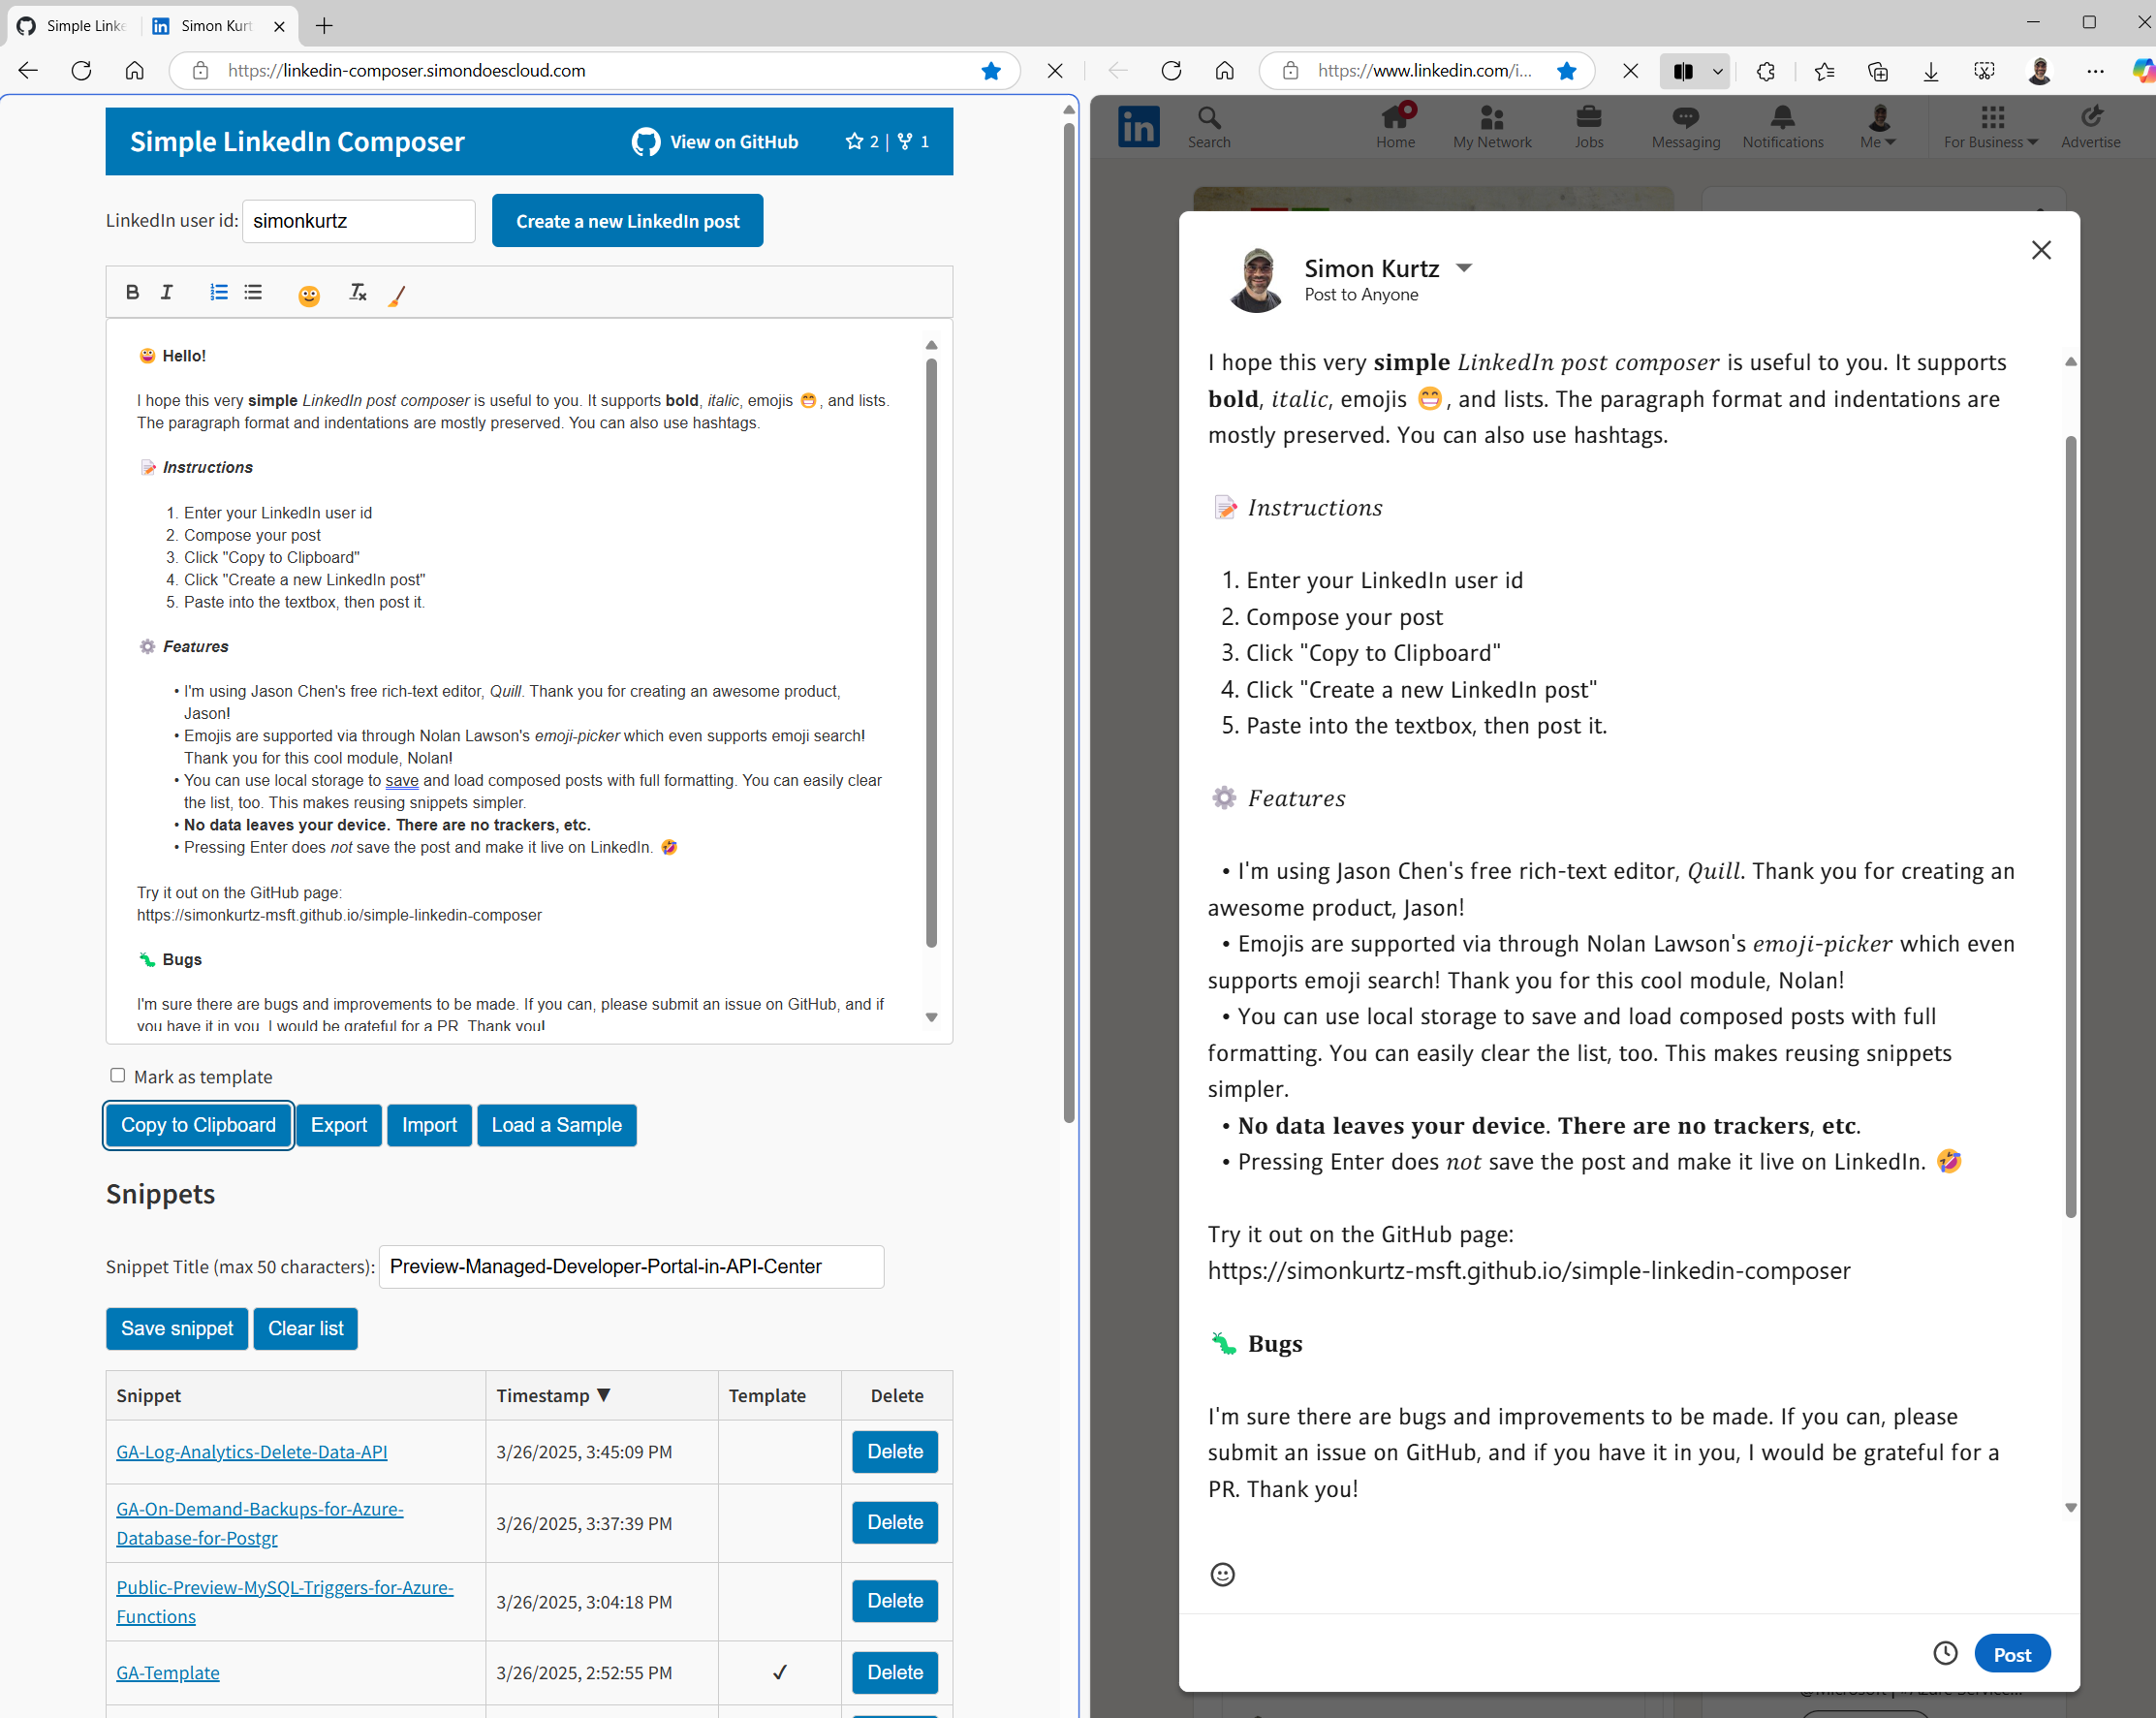 Simple Linke
Simon Kurt
https://linkedin-composer.simondoescloud.com
https://www.linkedin.com/i...
Simple LinkedIn Composer
View on GitHub
2 | 1
LinkedIn user id:
simonkurtz
Create a new LinkedIn post
B I
😀 Hello!
I hope this very simple LinkedIn post composer is useful to you. It supports bold, italic, emojis 😁, and lists.
The paragraph format and indentations are mostly preserved. You can also use hashtags.
📝 Instructions
1. Enter your LinkedIn user id
2. Compose your post
3. Click "Copy to Clipboard"
4. Click "Create a new LinkedIn post"
5. Paste into the textbox, then post it.
⚙️ Features
• I'm using Jason Chen's free rich-text editor, Quill. Thank you for creating an awesome product,
Jason!
• Emojis are supported via through Nolan Lawson's emoji-picker which even supports emoji search!
Thank you for this cool module, Nolan!
• You can use local storage to save and load composed posts with full formatting. You can easily clear
the list, too. This makes reusing snippets simpler.
• No data leaves your device. There are no trackers, etc.
• Pressing Enter does not save the post and make it live on LinkedIn. 🤣
Try it out on the GitHub page:
https://simonkurtz-msft.github.io/simple-linkedin-composer
🐛 Bugs
I'm sure there are bugs and improvements to be made. If you can, please submit an issue on GitHub, and if
you have it in you, I would be grateful for a PR. Thank you!
Mark as template
Copy to Clipboard
Export
Import
Load a Sample
Snippets
Snippet Title (max 50 characters):
Preview-Managed-Developer-Portal-in-API-Center
Save snippet
Clear list
Snippet Timestamp ▼ Template Delete
GA-Log-Analytics-Delete-Data-API 3/26/2025, 3:45:09 PM Delete
GA-On-Demand-Backups-for-Azure-
Database-for-Postgr 3/26/2025, 3:37:39 PM Delete
Public-Preview-MySQL-Triggers-for-Azure-
Functions 3/26/2025, 3:04:18 PM Delete
GA-Template 3/26/2025, 2:52:55 PM ✓ Delete
in
Search
Home
My Network
Jobs
Messaging
Notifications
Me
For Business
Advertise
Simon Kurtz
Post to Anyone
I hope this very simple LinkedIn post composer is useful to you. It supports
bold, italic, emojis 😁, and lists. The paragraph format and indentations are
mostly preserved. You can also use hashtags.
📝 Instructions
1. Enter your LinkedIn user id
2. Compose your post
3. Click "Copy to Clipboard"
4. Click "Create a new LinkedIn post"
5. Paste into the textbox, then post it.
⚙️ Features
• I'm using Jason Chen's free rich-text editor, Quill. Thank you for creating an
awesome product, Jason!
• Emojis are supported via through Nolan Lawson's emoji-picker which even
supports emoji search! Thank you for this cool module, Nolan!
• You can use local storage to save and load composed posts with full
formatting. You can easily clear the list, too. This makes reusing snippets
simpler.
• No data leaves your device. There are no trackers, etc.
• Pressing Enter does not save the post and make it live on LinkedIn. 🤣
Try it out on the GitHub page:
https://simonkurtz-msft.github.io/simple-linkedin-composer
🐛 Bugs
I'm sure there are bugs and improvements to be made. If you can, please
submit an issue on GitHub, and if you have it in you, I would be grateful for a
PR. Thank you!
Post